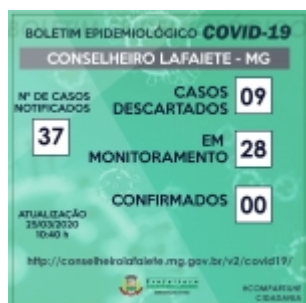 BOLETIM EPIDEMIOLÓGICO COVID-19
CONSELHEIRO LAFAIETE - MG
Nº DE CASOS
NOTIFICADOS
37
CASOS
DESCARTADOS
09
EM
MONITORAMENTO
28
CONFIRMADOS
00
ATUALIZAÇÃO
25/03/2020
10:40 h
http://conselheirolafaiete.mg.gov.br/v2/covid19/
Prefeitura